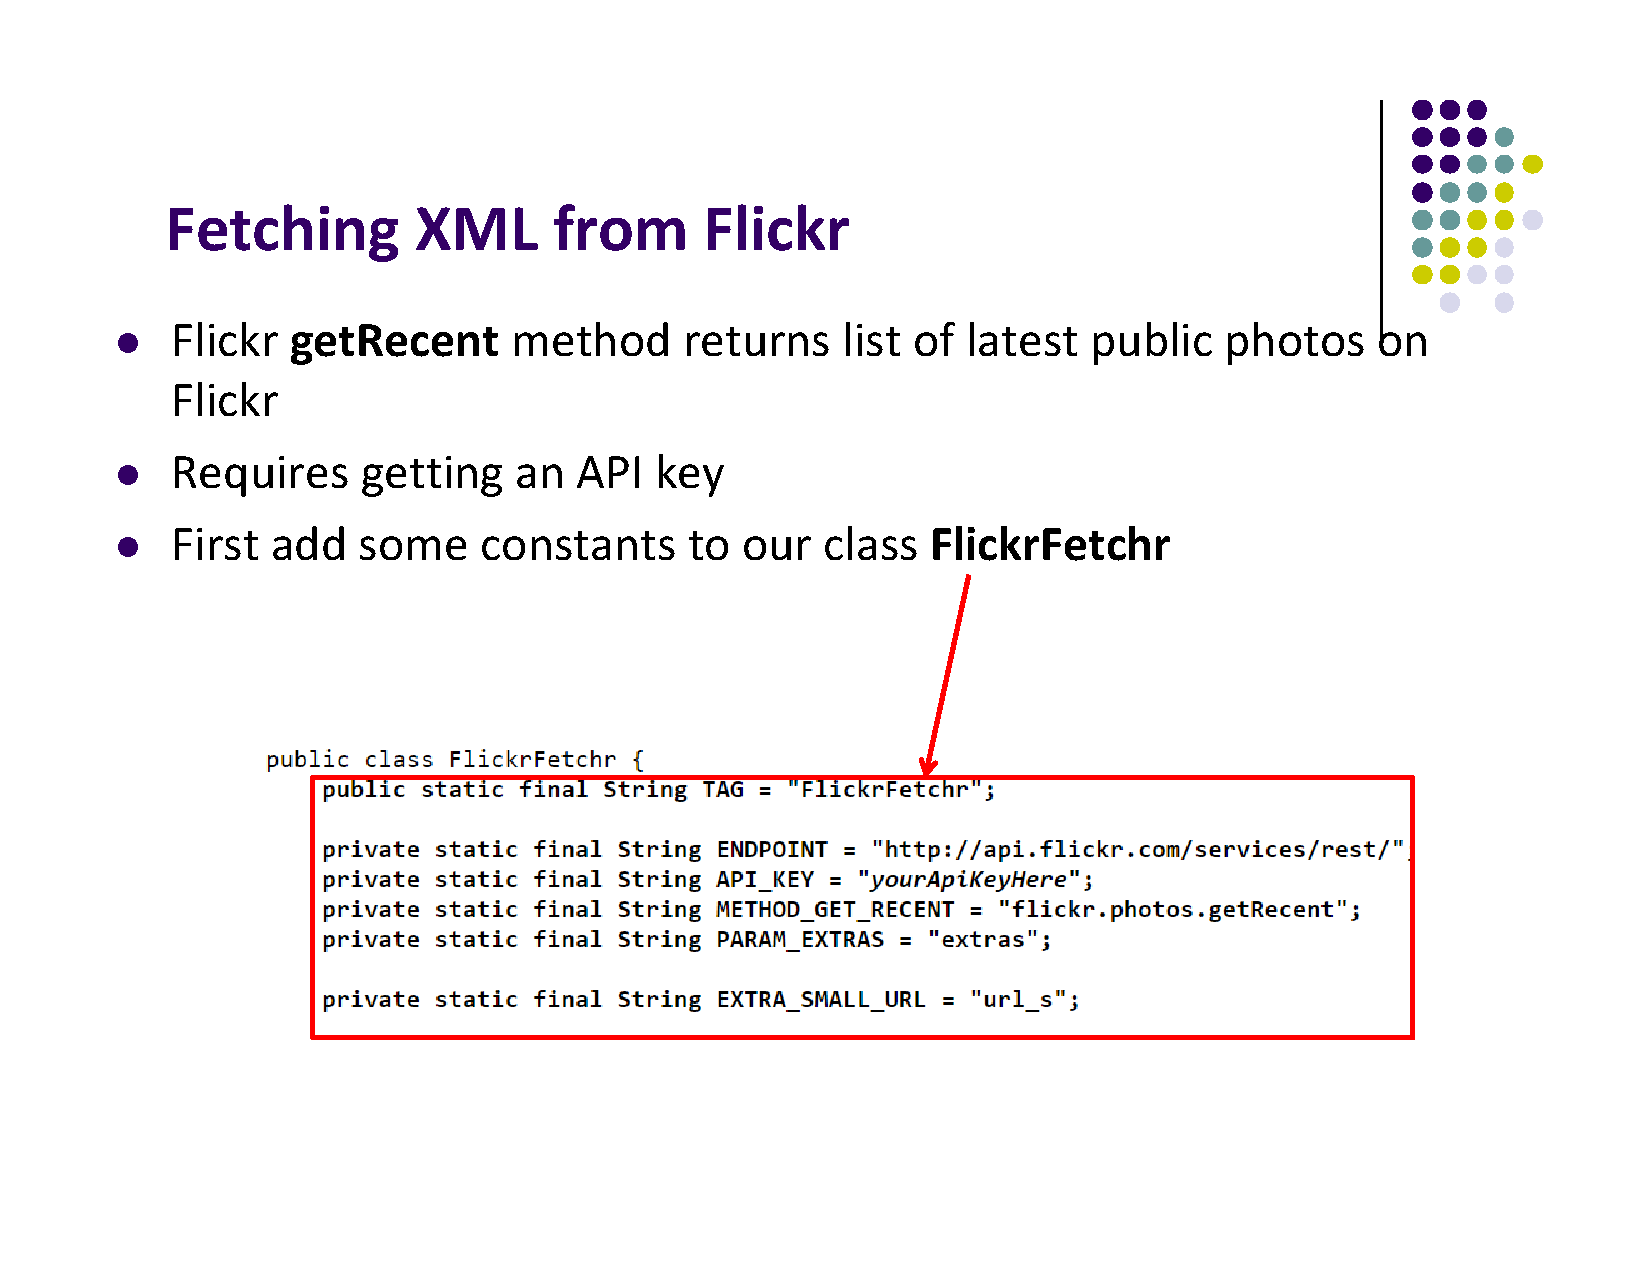 Fetching XML from Flickr
Flickr getRecent method returns list of latest public photos on
Flickr
Requires getting an API key
First add some constants to our class FlickrFetchr
public class FlickrFetchr {
public static final String TAG = "FlickrFetchr";
private static final String ENDPOINT = "http://api.flickr.com/services/rest/";
private static final String API_KEY = "yourApiKeyHere";
private static final String METHOD_GET_RECENT = "flickr.photos.getRecent";
private static final String PARAM_EXTRAS = "extras";
private static final String EXTRA_SMALL_URL = "url_s";